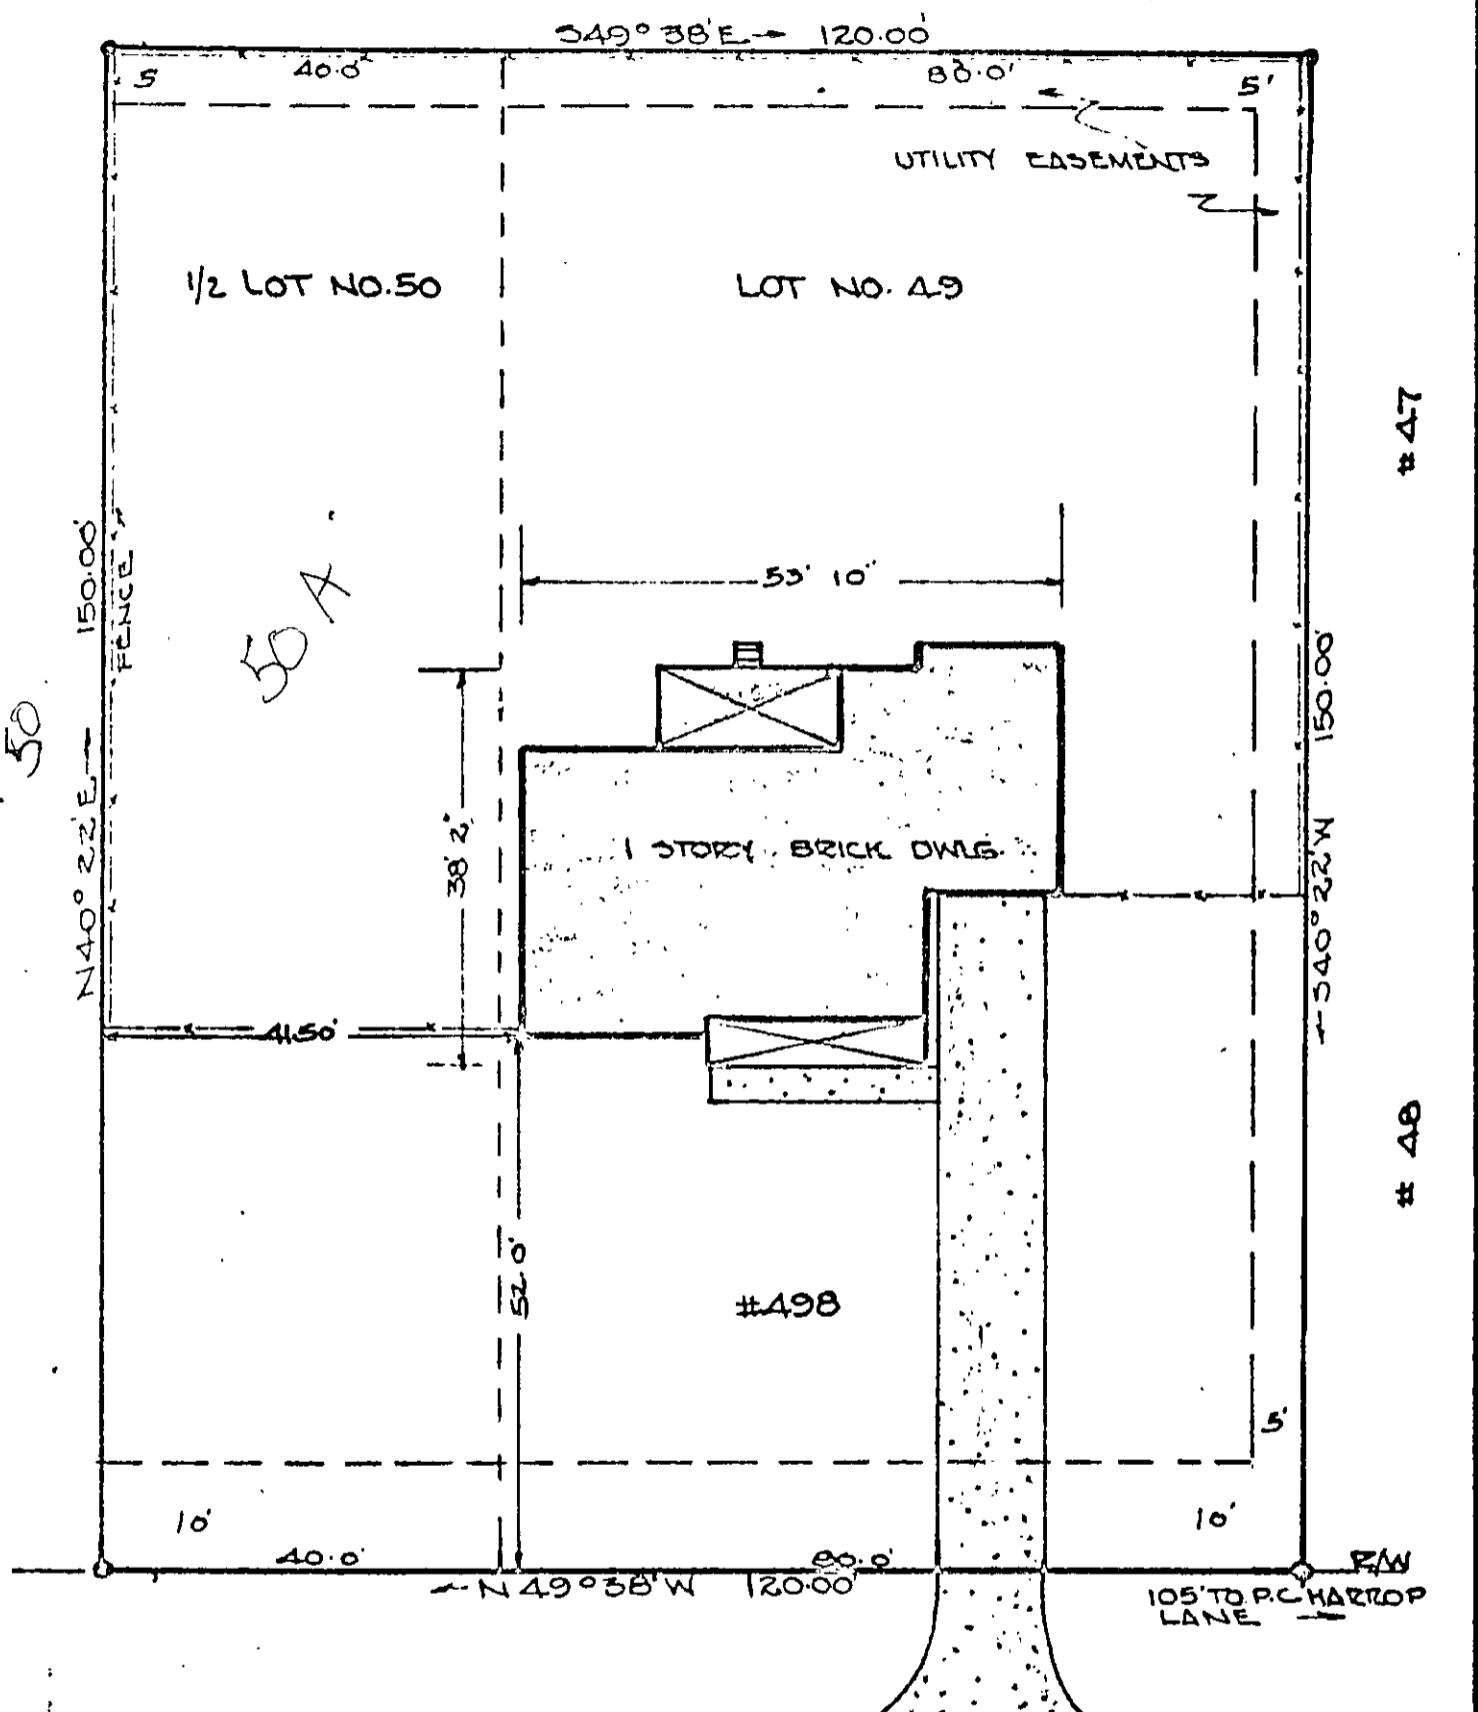 S49° 38' E → 120.00'
5 40.0' 80.0' 5'
UTILITY EASEMENTS
1/2 LOT NO.50 LOT NO. 49
# 47
53' 10"
N40° 22' E → 150.00'
FENCE
50 A
50
38' 2"
1 STORY BRICK DWLG.
← S40° 22' W 150.00'
41.50'
# 48
52.0'
#498
5'
10' 10'
40.0' 80.0'
← N 49° 38' W 120.00'
R/W
105' TO P.C HARROP
LANE →